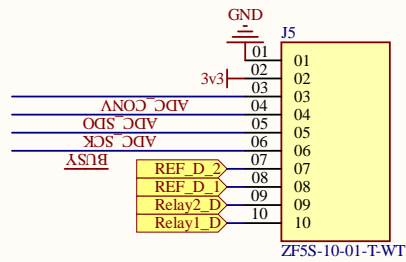 GND
J5
01 01
3v3 02 02
03 03
ADC_CONV 04 04
ADC_SDO 05 05
ADC_SCK 06 06
BUSY
REF_D_2 07 07
REF_D_1 08 08
Relay2_D 09 09
Relay1_D 10 10
ZF5S-10-01-T-WT